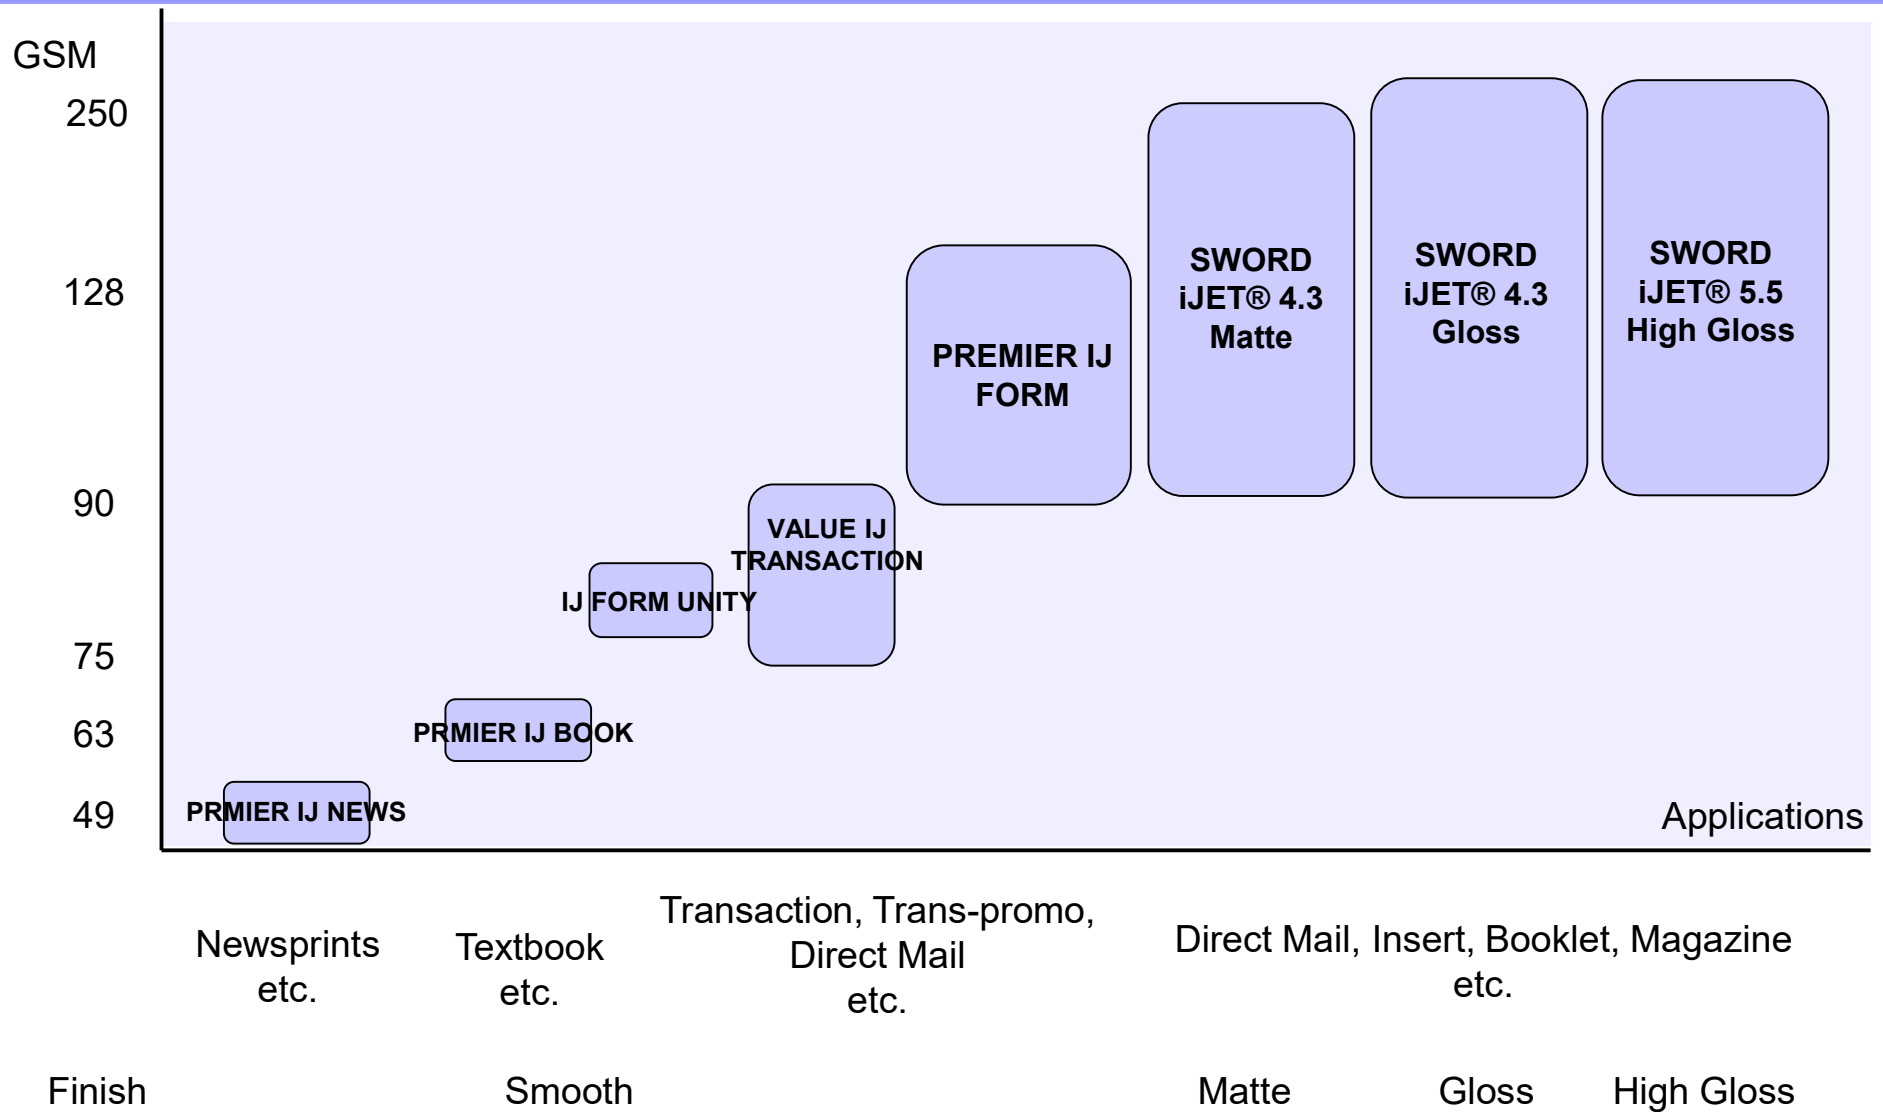 GSM
250
128
90
75
63
49
SWORD
iJET® 4.3
Matte
SWORD
iJET® 4.3
Gloss
SWORD
iJET® 5.5
High Gloss
PREMIER IJ
FORM
VALUE IJ
TRANSACTION
IJ FORM UNITY
PRMIER IJ BOOK
PRMIER IJ NEWS
Applications
Newsprints
etc.
Textbook
etc.
Transaction, Trans-promo,
Direct Mail
etc.
Direct Mail, Insert, Booklet, Magazine
etc.
Finish
Smooth
Matte
Gloss
High Gloss